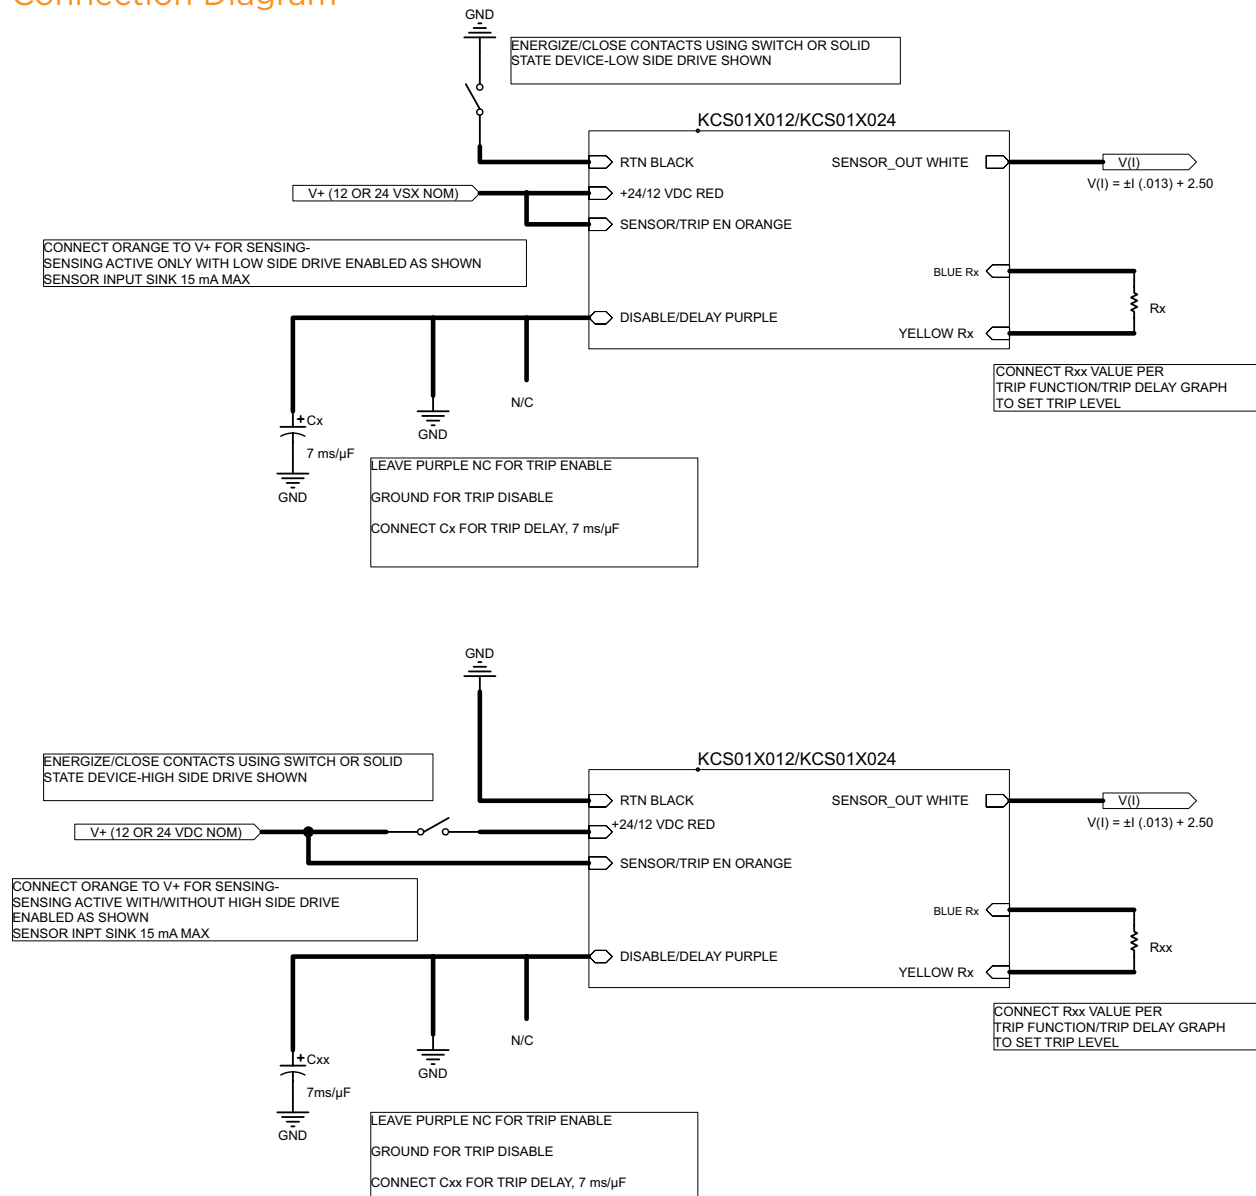 Connection Diagram
GND
ENERGIZE/CLOSE CONTACTS USING SWITCH OR SOLID
STATE DEVICE-LOW SIDE DRIVE SHOWN
KCS01X012/KCS01X024
RTN BLACK
SENSOR_OUT WHITE
V(I)
V(I) = ±I (.013) + 2.50
V+ (12 OR 24 VSX NOM)
+24/12 VDC RED
SENSOR/TRIP EN ORANGE
CONNECT ORANGE TO V+ FOR SENSING-
SENSING ACTIVE ONLY WITH LOW SIDE DRIVE ENABLED AS SHOWN
SENSOR INPUT SINK 15 mA MAX
BLUE Rx
Rx
DISABLE/DELAY PURPLE
YELLOW Rx
CONNECT Rxx VALUE PER
TRIP FUNCTION/TRIP DELAY GRAPH
TO SET TRIP LEVEL
N/C
+Cx
GND
7 ms/µF
GND
LEAVE PURPLE NC FOR TRIP ENABLE
GROUND FOR TRIP DISABLE
CONNECT Cx FOR TRIP DELAY, 7 ms/µF
GND
ENERGIZE/CLOSE CONTACTS USING SWITCH OR SOLID
STATE DEVICE-HIGH SIDE DRIVE SHOWN
KCS01X012/KCS01X024
RTN BLACK
SENSOR_OUT WHITE
V(I)
V(I) = ±I (.013) + 2.50
V+ (12 OR 24 VDC NOM)
+24/12 VDC RED
SENSOR/TRIP EN ORANGE
CONNECT ORANGE TO V+ FOR SENSING-
SENSING ACTIVE WITH/WITHOUT HIGH SIDE DRIVE
ENABLED AS SHOWN
SENSOR INPT SINK 15 mA MAX
BLUE Rx
Rxx
DISABLE/DELAY PURPLE
YELLOW Rx
CONNECT Rxx VALUE PER
TRIP FUNCTION/TRIP DELAY GRAPH
TO SET TRIP LEVEL
N/C
+Cxx
GND
7ms/µF
GND
LEAVE PURPLE NC FOR TRIP ENABLE
GROUND FOR TRIP DISABLE
CONNECT Cxx FOR TRIP DELAY, 7 ms/µF